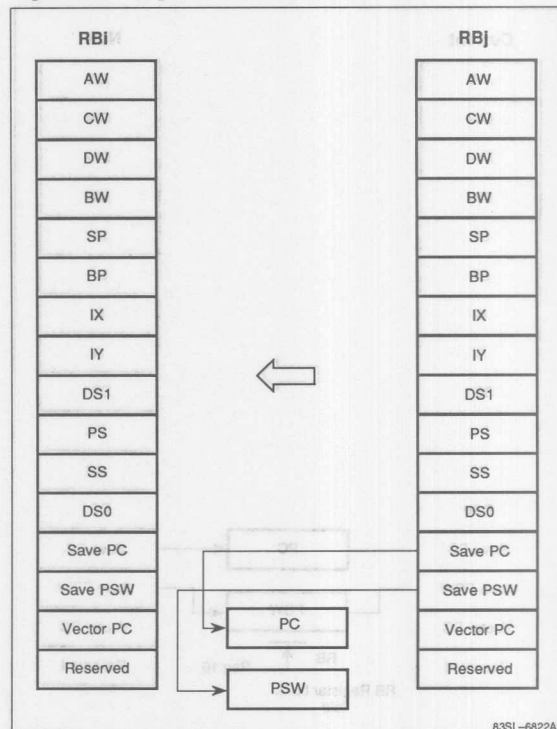 RBi
RBj
AW
CW
DW
BW
SP
BP
IX
IY
DS1
PS
SS
DS0
Save PC
Save PSW
Vector PC
Reserved
AW
CW
DW
BW
SP
BP
IX
IY
DS1
PS
SS
DS0
Save PC
Save PSW
Vector PC
Reserved
PC
PSW
83SL-6822A